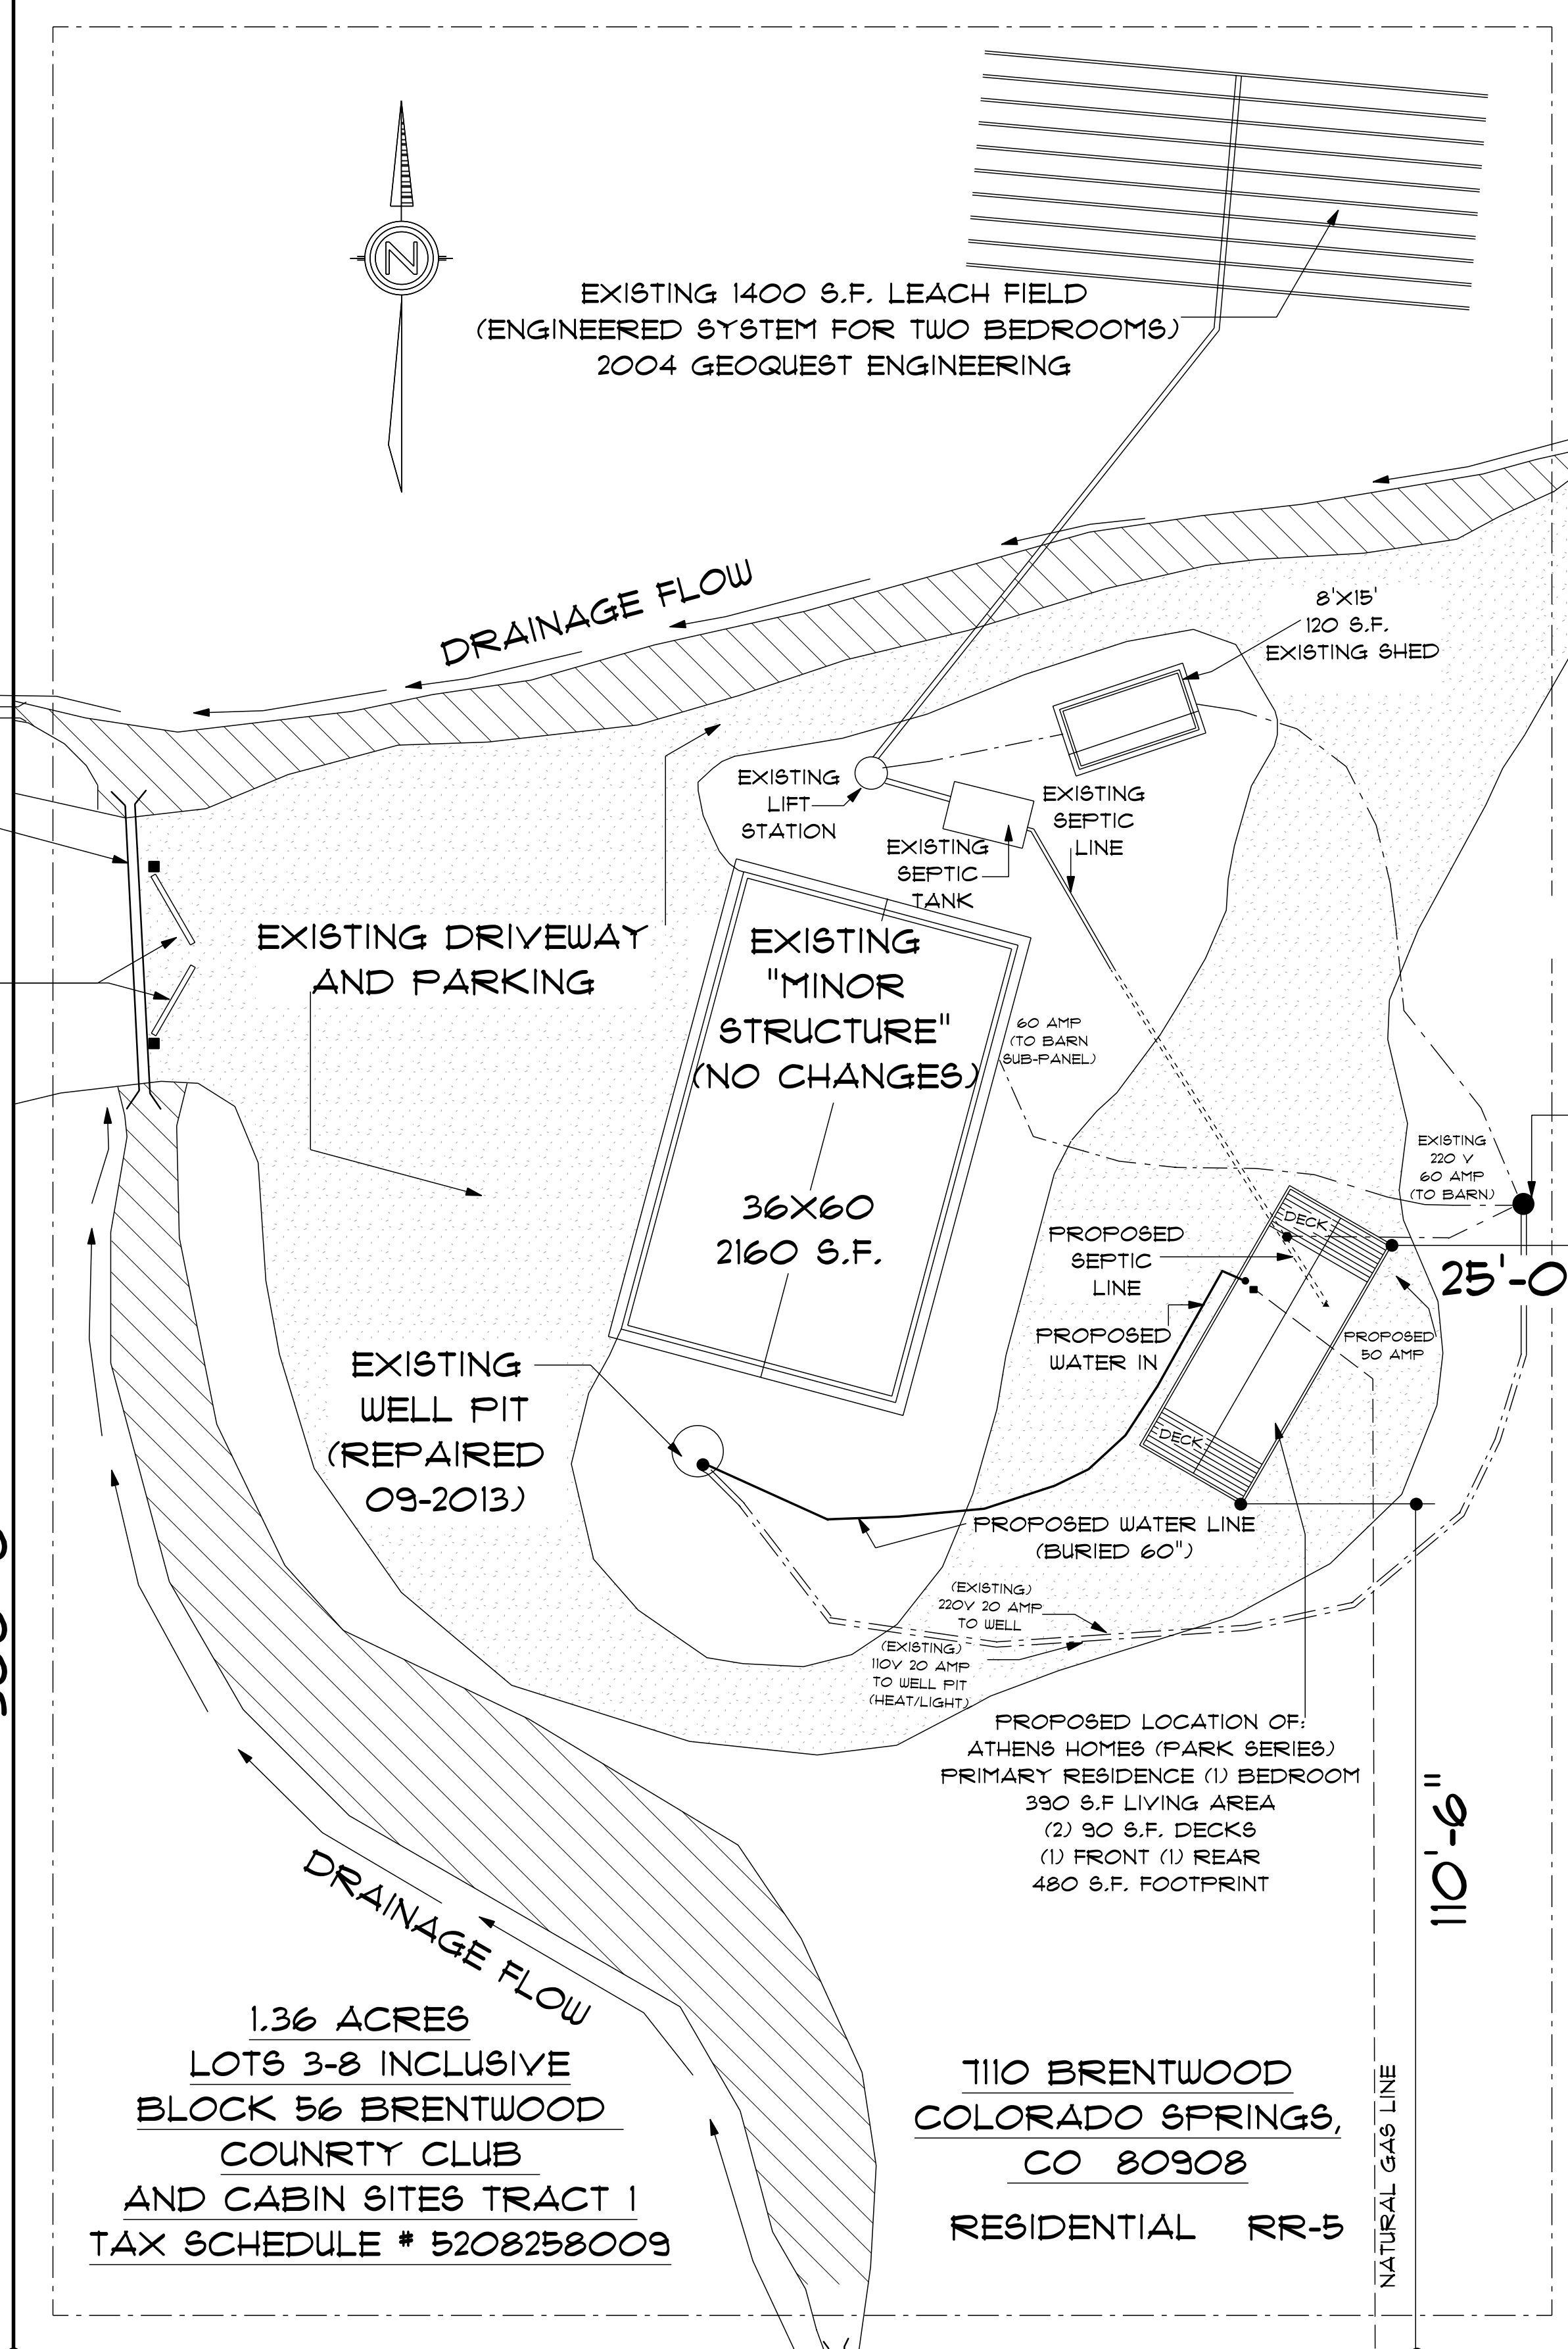 N
EXISTING 1400 S.F. LEACH FIELD
(ENGINEERED SYSTEM FOR TWO BEDROOMS)
2004 GEOQUEST ENGINEERING
DRAINAGE FLOW
8'X15'
120 S.F.
EXISTING SHED
EXISTING
LIFT
STATION
EXISTING
SEPTIC
LINE
EXISTING
SEPTIC
TANK
EXISTING DRIVEWAY
AND PARKING
EXISTING
"MINOR
STRUCTURE"
(NO CHANGES)
36X60
2160 S.F.
60 AMP
(TO BARN
SUB-PANEL)
EXISTING
220 V
60 AMP
(TO BARN)
DECK
PROPOSED
SEPTIC
LINE
25'-0
PROPOSED
WATER IN
PROPOSED
50 AMP
EXISTING
WELL PIT
(REPAIRED
09-2013)
DECK
PROPOSED WATER LINE
(BURIED 60")
(EXISTING)
220V 20 AMP
TO WELL
(EXISTING)
110V 20 AMP
TO WELL PIT
(HEAT/LIGHT)
PROPOSED LOCATION OF:
ATHENS HOMES (PARK SERIES)
PRIMARY RESIDENCE (1) BEDROOM
390 S.F LIVING AREA
(2) 90 S.F. DECKS
(1) FRONT (1) REAR
480 S.F. FOOTPRINT
110'-6"
DRAINAGE FLOW
1.36 ACRES
LOTS 3-8 INCLUSIVE
BLOCK 56 BRENTWOOD
COUNRTY CLUB
AND CABIN SITES TRACT 1
TAX SCHEDULE # 5208258009
7110 BRENTWOOD
COLORADO SPRINGS,
CO 80908
RESIDENTIAL RR-5
NATURAL GAS LINE